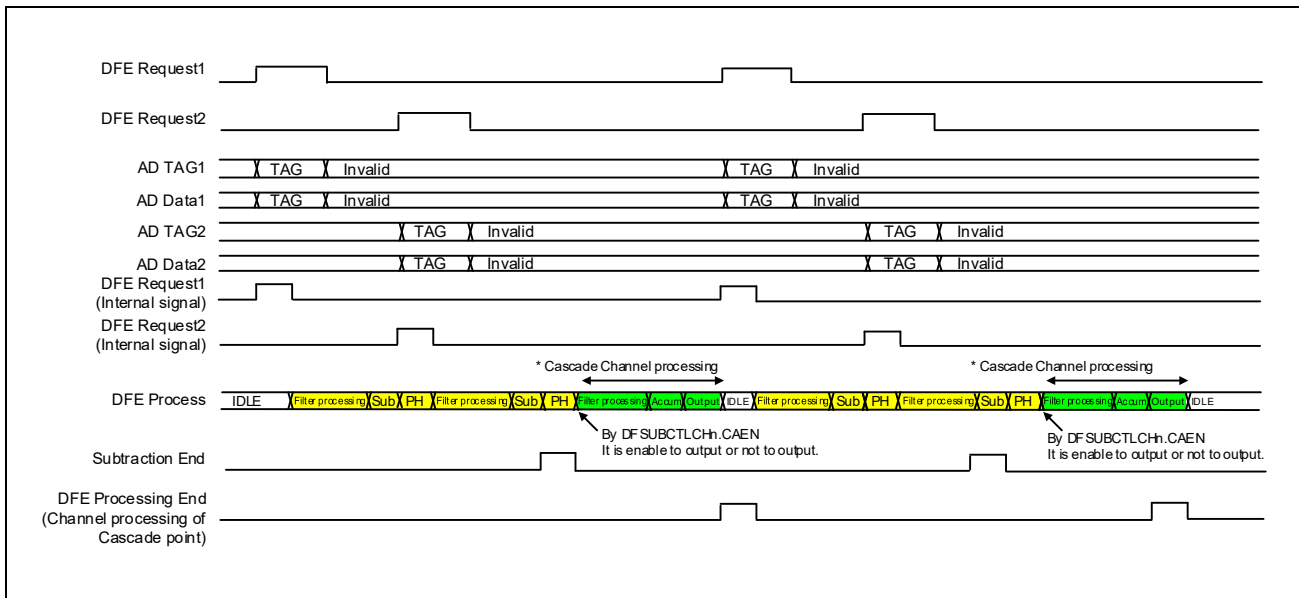 DFE Request1
DFE Request2
AD TAG1 TAG Invalid TAG Invalid
AD Data1 TAG Invalid TAG Invalid
AD TAG2 TAG Invalid TAG Invalid
AD Data2 TAG Invalid TAG Invalid
DFE Request1
(Internal signal)
DFE Request2
(Internal signal)
* Cascade Channel processing * Cascade Channel processing
DFE Process IDLE Filter processing Sub PH Filter processing Sub PH Filter processing Accum Output IDLE Filter processing Sub PH Filter processing Sub PH Filter processing Accum Output IDLE
By DFSUBCTLCHn.CAEN By DFSUBCTLCHn.CAEN
It is enable to output or not to output. It is enable to output or not to output.
Subtraction End
DFE Processing End
(Channel processing of
Cascade point)